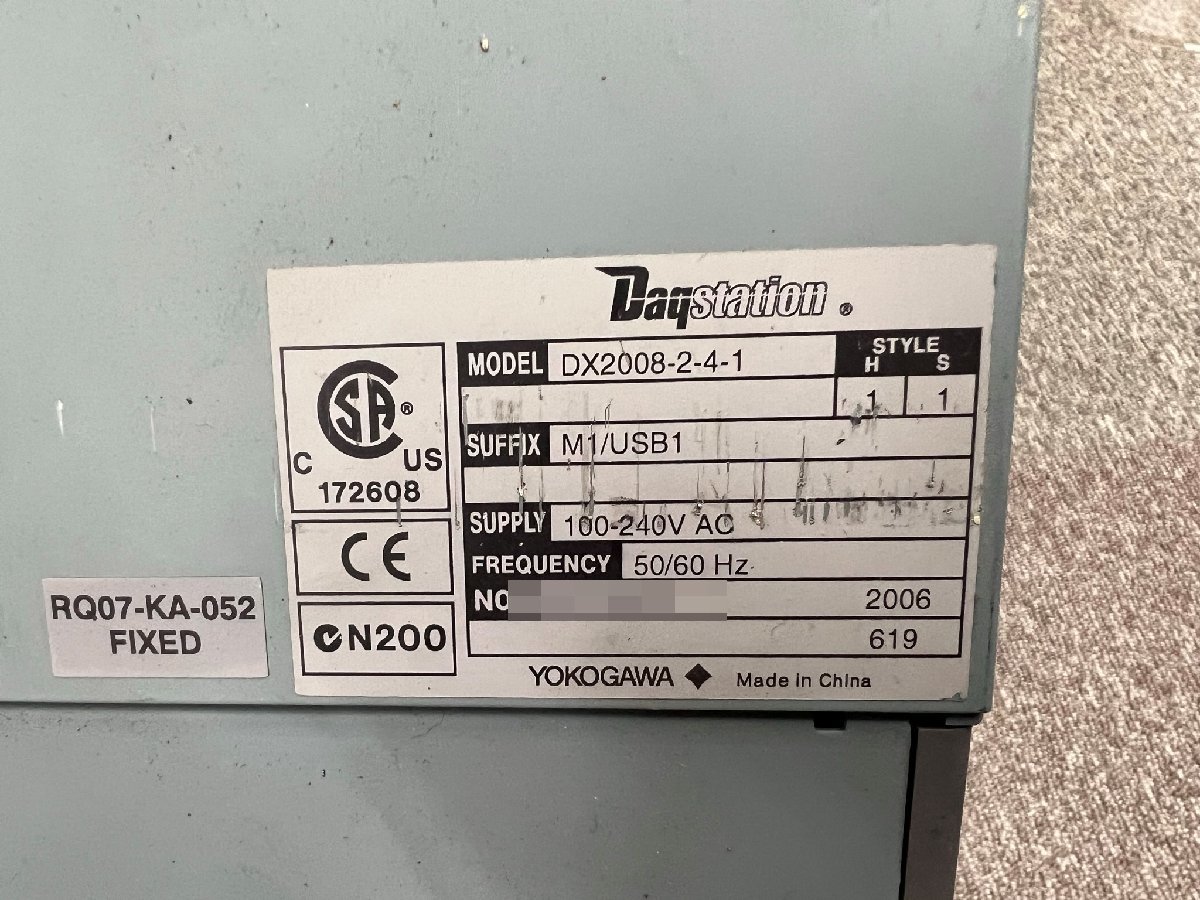 Daqstation ®
CSA ®
C US
172608
CE
N200
MODEL DX2008-2-4-1
STYLE
H S
1 1
SUFFIX M1/USB1
SUPPLY 100-240V AC
FREQUENCY 50/60 Hz
NO 2006
619
YOKOGAWA Made in China
RQ07-KA-052
FIXED